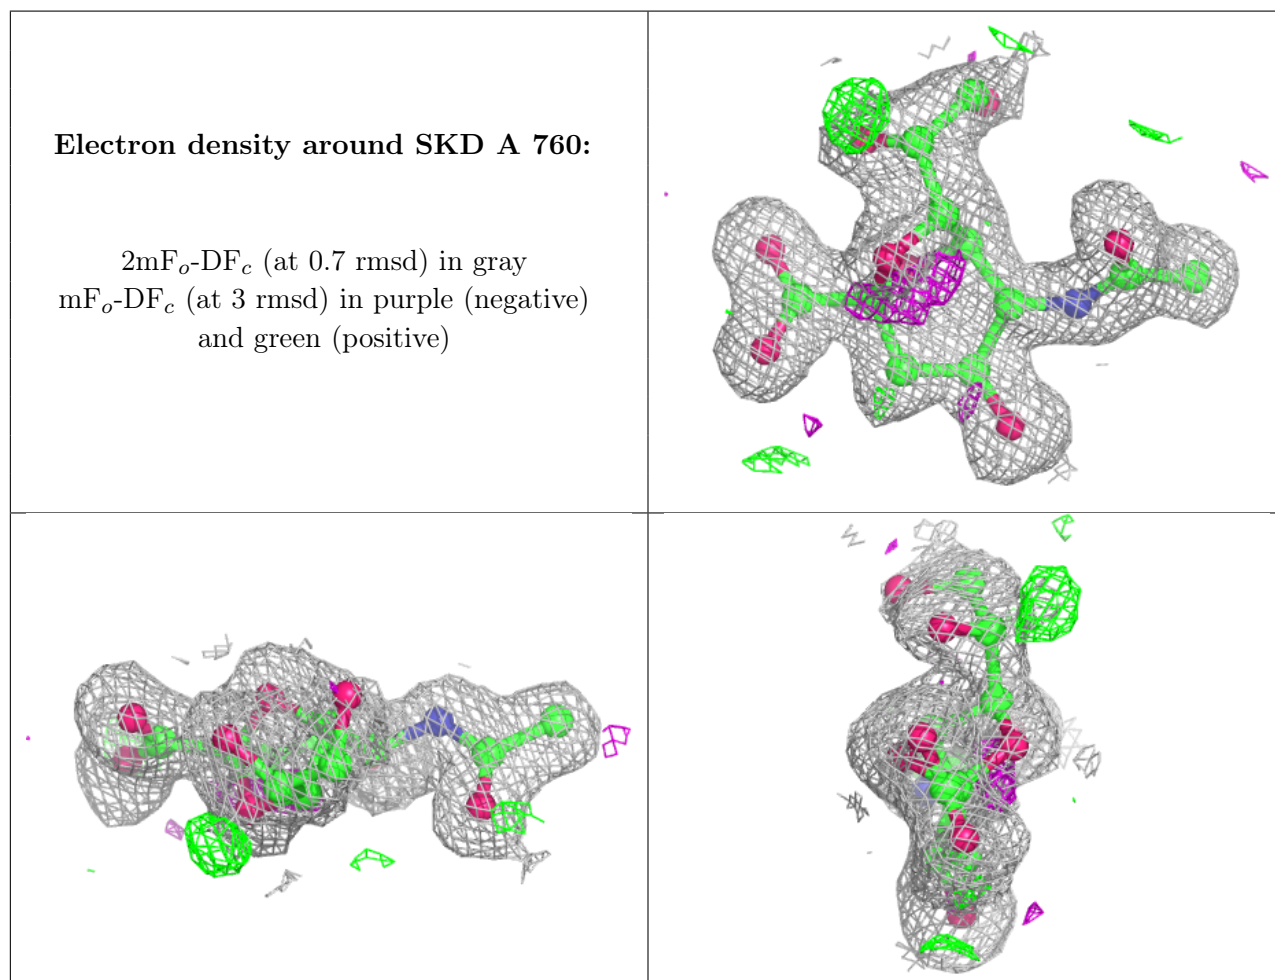 Electron density around SKD A 760:
2mFo-DFc (at 0.7 rmsd) in gray
mFo-DFc (at 3 rmsd) in purple (negative)
and green (positive)